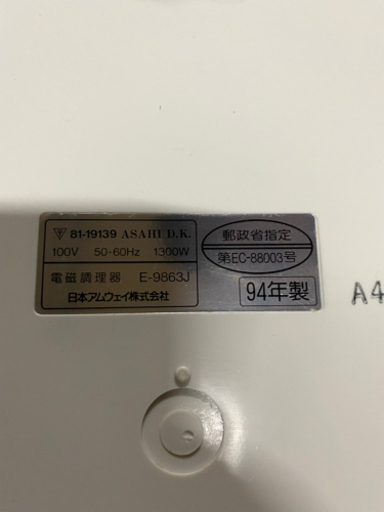 81-19139 ASAHI D.K.
100V 50-60Hz 1300W
電磁調理器 E-9863J
日本アムウェイ株式会社
郵政省指定
第EC-88003号
94年製
A4